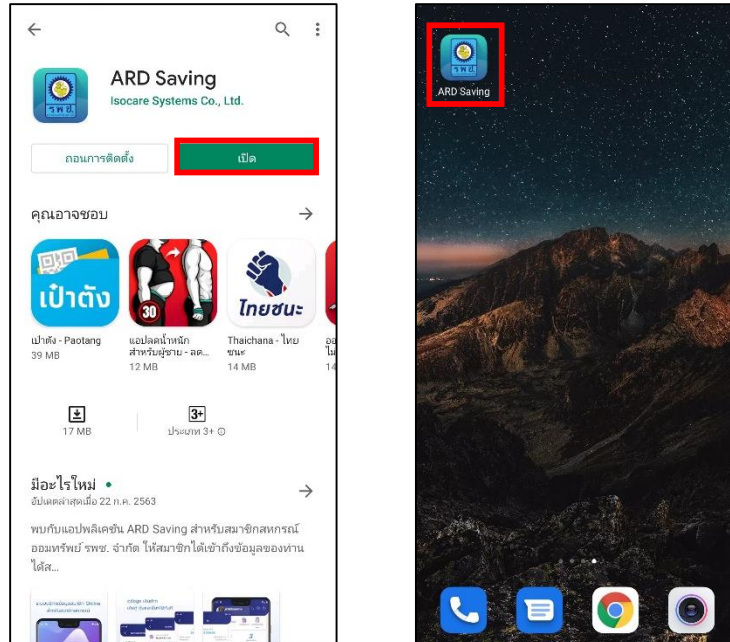 ARD Saving
Isocare Systems Co., Ltd.
รพช.
ถอนการติดตั้ง
เปิด
คุณอาจชอบ
เป๋าตัง
30
ไทยชนะ
เป๋าตัง - Paotang
39 MB
แอปลดน้ำหนัก
สำหรับผู้ชาย - ลด...
12 MB
Thaichana - ไทย
ชนะ
14 MB
17 MB
3+
ประเภท 3+
มีอะไรใหม่
อัปเดตล่าสุดเมื่อ 22 ก.ค. 2563
พบกับแอปพลิเคชัน ARD Saving สำหรับสมาชิกสหกรณ์
ออมทรัพย์ รพช. จำกัด ให้สมาชิกได้เข้าถึงข้อมูลของท่าน
ได้ส...
รพช.
ARD Saving